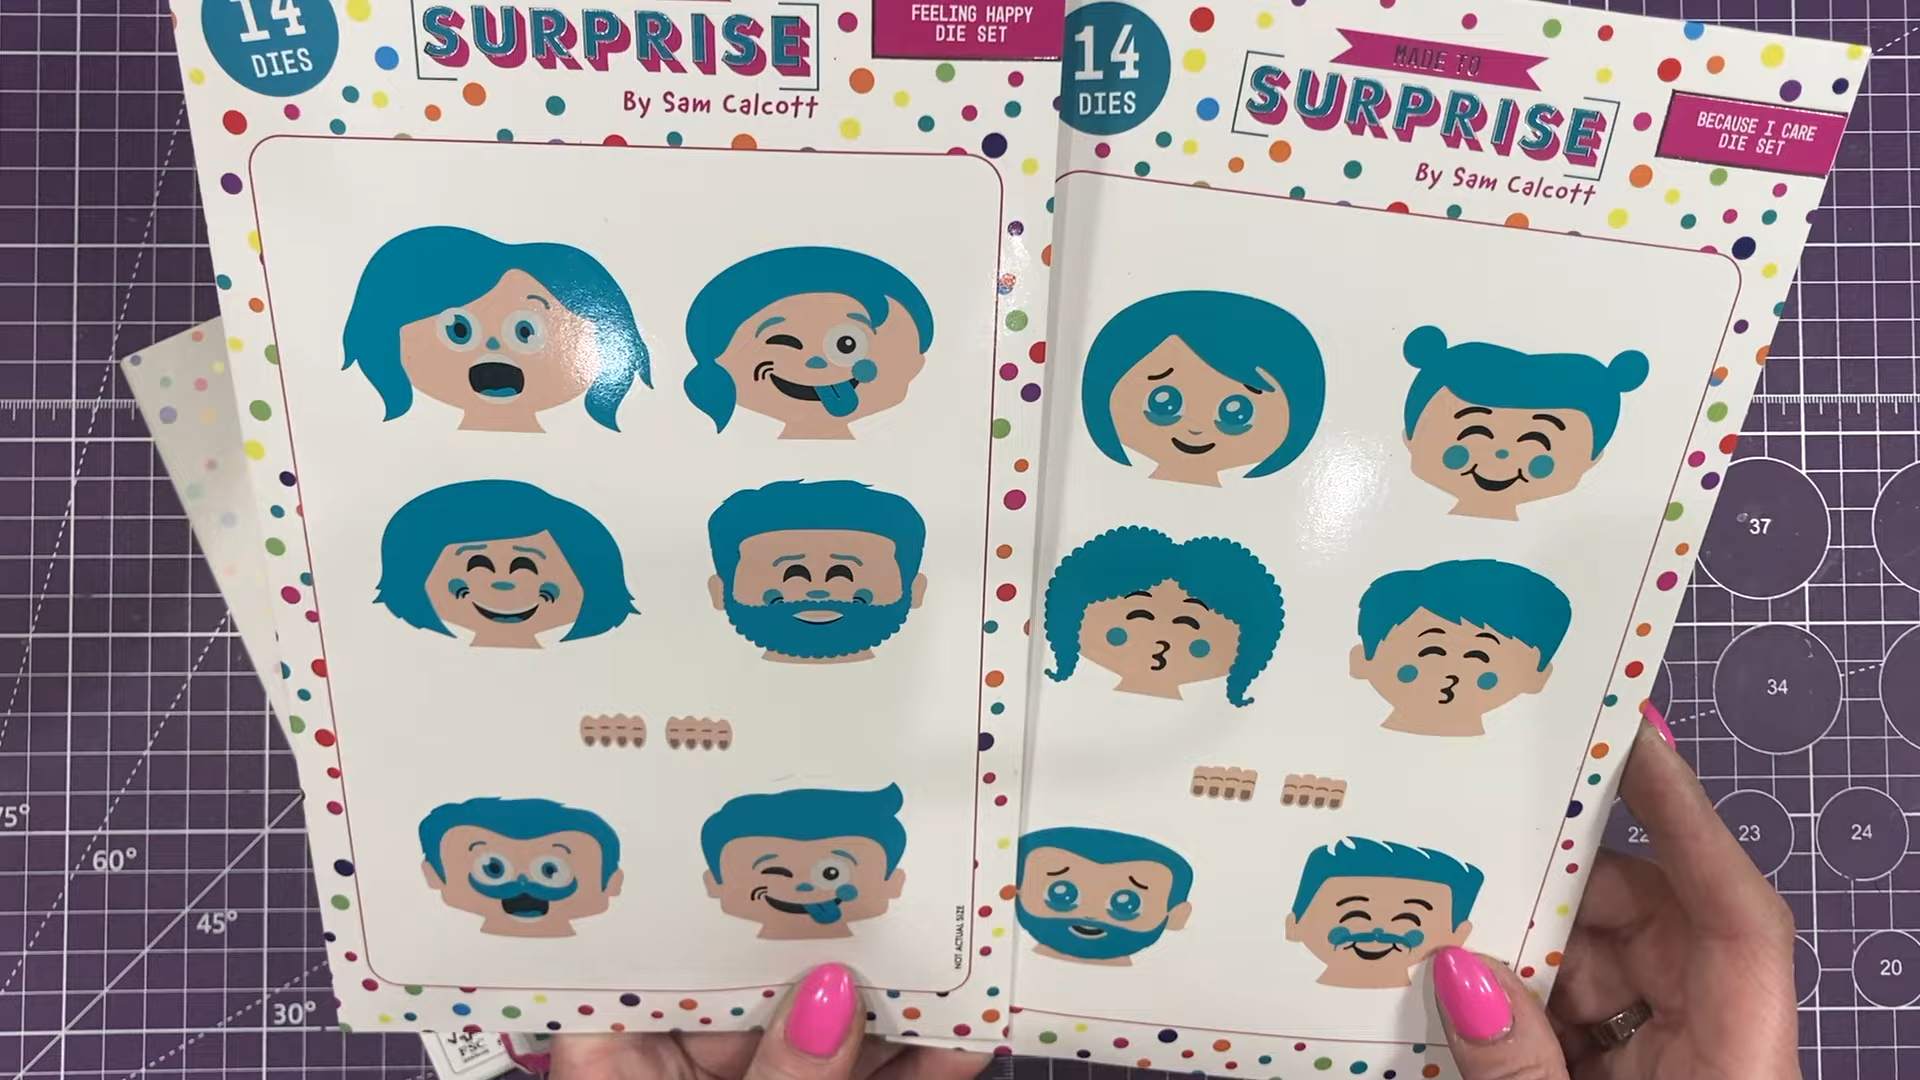 14
DIES
SURPRISE
By Sam Calcott
FEELING HAPPY
DIE SET
NOT ACTUAL SIZE
14
DIES
MADE TO
SURPRISE
By Sam Calcott
BECAUSE I CARE
DIE SET
37
34
22
23
24
20
75°
60°
45°
30°
FSC